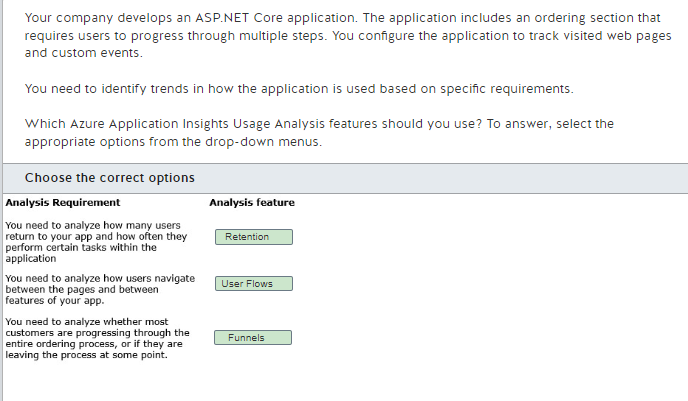 Your company develops an ASP.NET Core application. The application includes an ordering section that
requires users to progress through multiple steps. You configure the application to track visited web pages
and custom events.
You need to identify trends in how the application is used based on specific requirements.
Which Azure Application Insights Usage Analysis features should you use? To answer, select the
appropriate options from the drop-down menus.
Choose the correct options
Analysis Requirement Analysis feature
You need to analyze how many users
return to your app and how often they
perform certain tasks within the
application
Retention
You need to analyze how users navigate
between the pages and between
features of your app.
User Flows
You need to analyze whether most
customers are progressing through the
entire ordering process, or if they are
leaving the process at some point.
Funnels